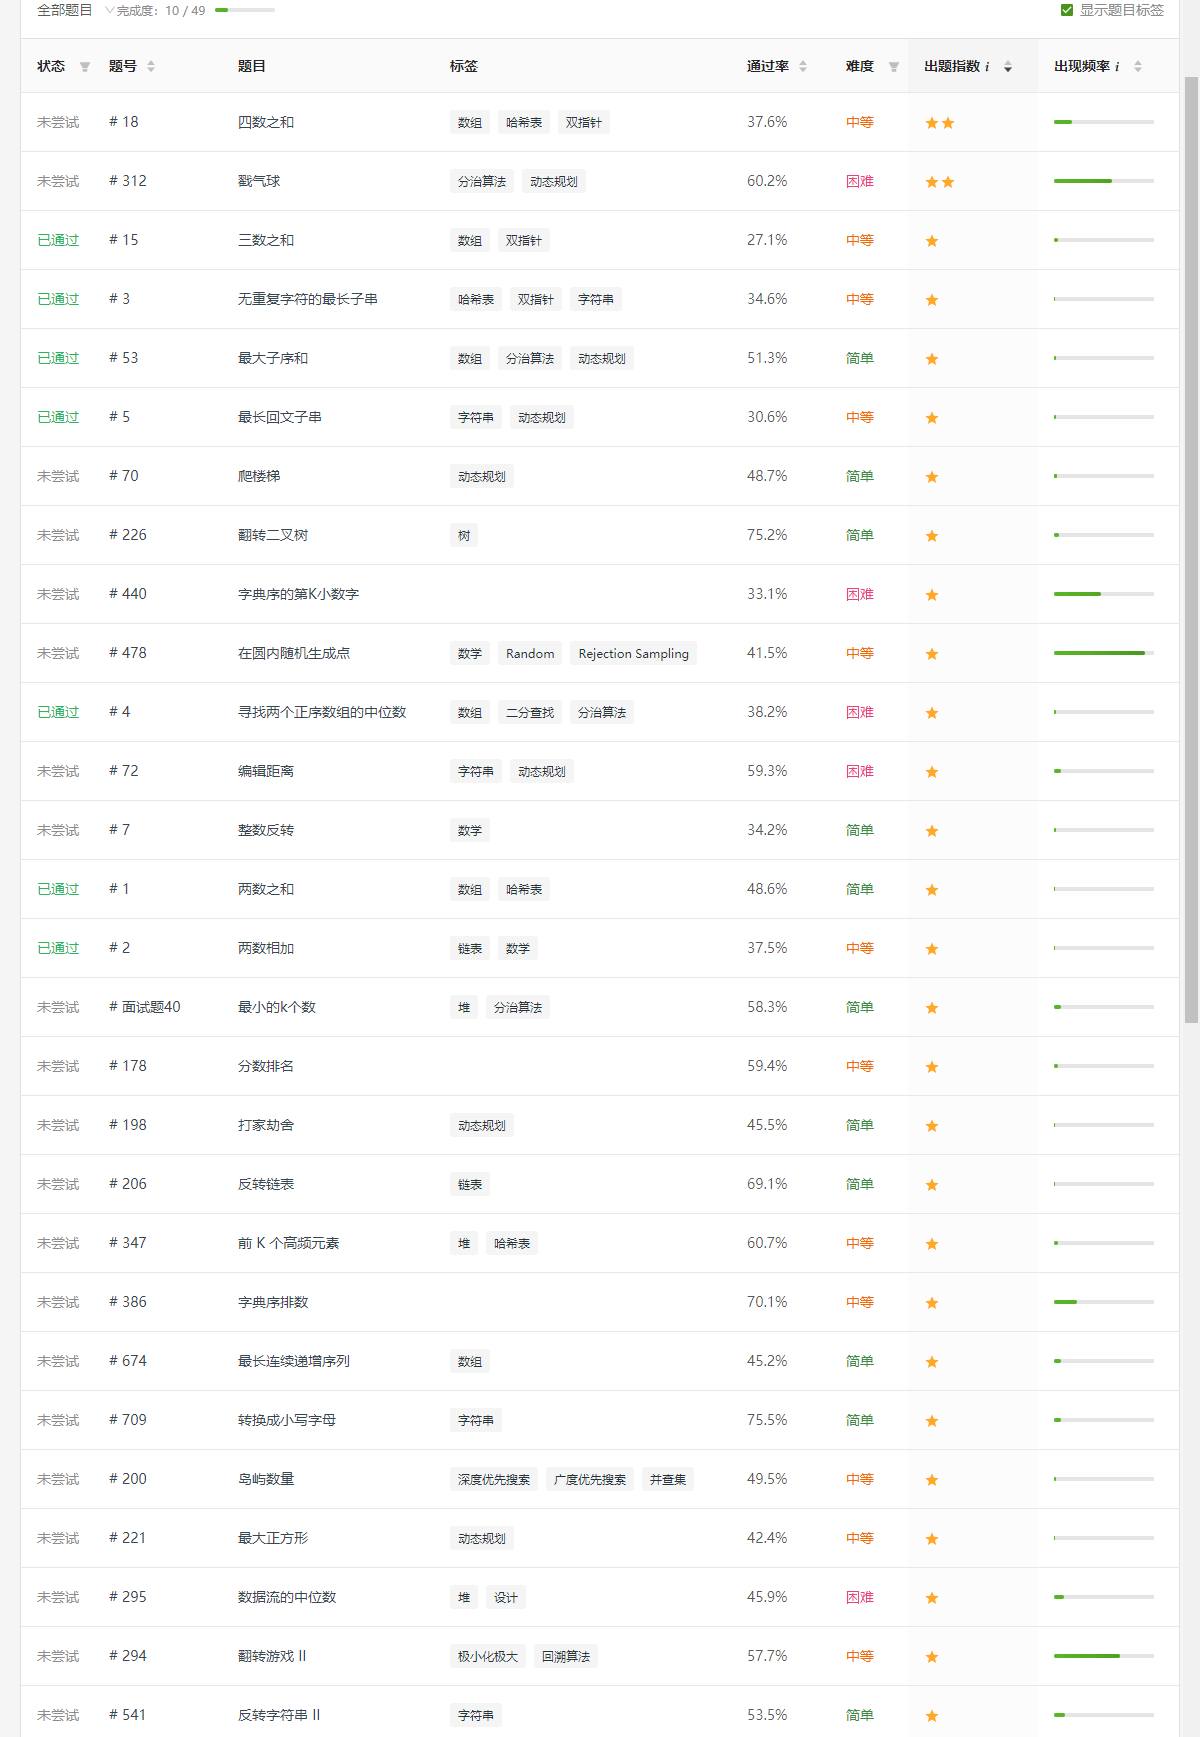 全部题目 完成度: 10 / 49 显示题目标签
状态 题号 题目 标签 通过率 难度 出题指数 i 出现频率 i
未尝试 # 18 四数之和 数组 哈希表 双指针 37.6% 中等
未尝试 # 312 戳气球 分治算法 动态规划 60.2% 困难
已通过 # 15 三数之和 数组 双指针 27.1% 中等
已通过 # 3 无重复字符的最长子串 哈希表 双指针 字符串 34.6% 中等
已通过 # 53 最大子序和 数组 分治算法 动态规划 51.3% 简单
已通过 # 5 最长回文子串 字符串 动态规划 30.6% 中等
未尝试 # 70 爬楼梯 动态规划 48.7% 简单
未尝试 # 226 翻转二叉树 树 75.2% 简单
未尝试 # 440 字典序的第K小数字 33.1% 困难
未尝试 # 478 在圆内随机生成点 数学 Random Rejection Sampling 41.5% 中等
已通过 # 4 寻找两个正序数组的中位数 数组 二分查找 分治算法 38.2% 困难
未尝试 # 72 编辑距离 字符串 动态规划 59.3% 困难
未尝试 # 7 整数反转 数学 34.2% 简单
已通过 # 1 两数之和 数组 哈希表 48.6% 简单
已通过 # 2 两数相加 链表 数学 37.5% 中等
未尝试 # 面试题40 最小的k个数 堆 分治算法 58.3% 简单
未尝试 # 178 分数排名 59.4% 中等
未尝试 # 198 打家劫舍 动态规划 45.5% 简单
未尝试 # 206 反转链表 链表 69.1% 简单
未尝试 # 347 前 K 个高频元素 堆 哈希表 60.7% 中等
未尝试 # 386 字典序排数 70.1% 中等
未尝试 # 674 最长连续递增序列 数组 45.2% 简单
未尝试 # 709 转换成小写字母 字符串 75.5% 简单
未尝试 # 200 岛屿数量 深度优先搜索 广度优先搜索 并查集 49.5% 中等
未尝试 # 221 最大正方形 动态规划 42.4% 中等
未尝试 # 295 数据流的中位数 堆 设计 45.9% 困难
未尝试 # 294 翻转游戏 II 极小化极大 回溯算法 57.7% 中等
未尝试 # 541 反转字符串 II 字符串 53.5% 简单